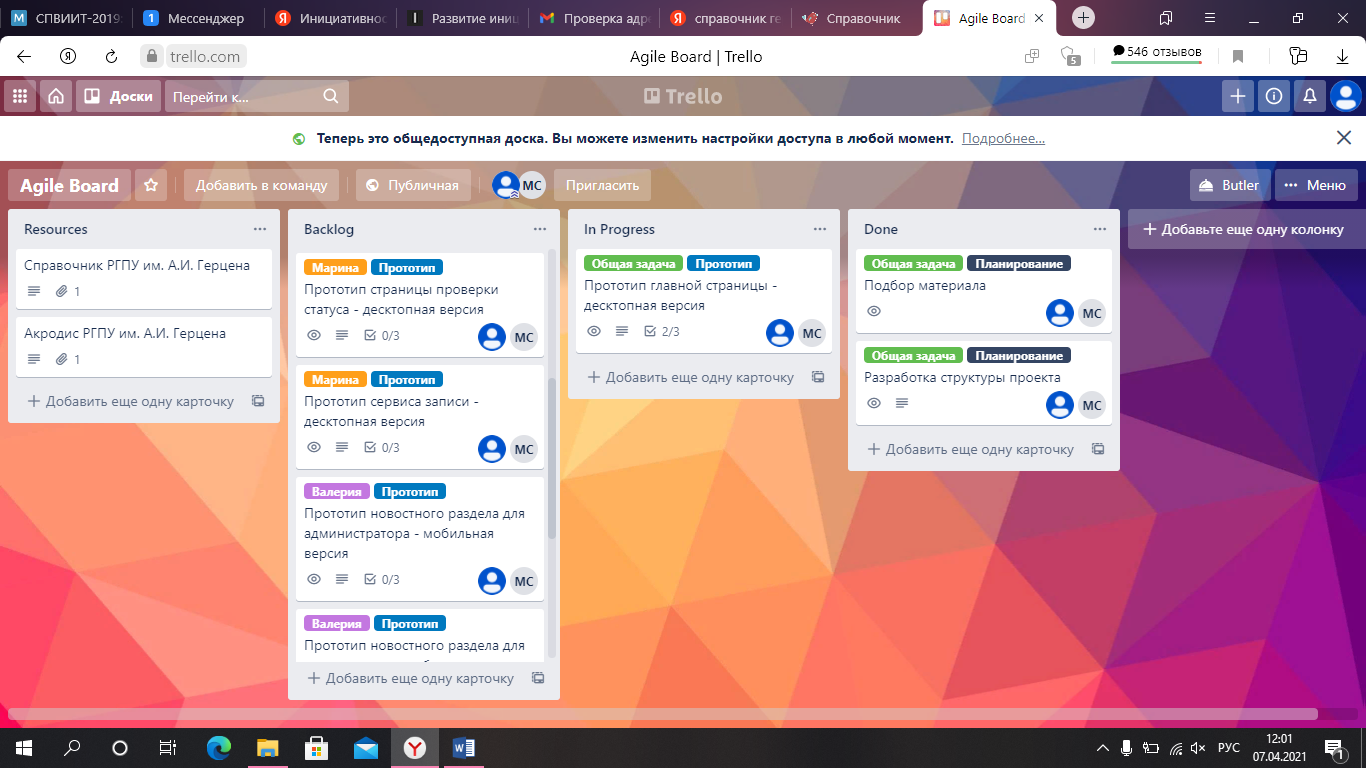 СПВИИТ-2019
Мессенджер
Инициативнос
Развитие иниц
Проверка адре
справочник ге
Справочник
Agile Board
trello.com
Agile Board | Trello
5
546 отзывов
Доски
Перейти к...
Trello
Теперь это общедоступная доска. Вы можете изменить настройки доступа в любой момент. Подробнее...
Agile Board
Добавить в команду
Публичная
МС
Пригласить
Butler
Меню
Resources
Справочник РГПУ им. А.И. Герцена
1
Акродис РГПУ им. А.И. Герцена
1
Добавить еще одну карточку
Backlog
Марина Прототип
Прототип страницы проверки
статуса - десктопная версия
0/3
МС
Марина Прототип
Прототип сервиса записи -
десктопная версия
0/3
МС
Валерия Прототип
Прототип новостного раздела для
администратора - мобильная
версия
0/3
МС
Валерия Прототип
Прототип новостного раздела для
Добавить еще одну карточку
In Progress
Общая задача Прототип
Прототип главной страницы -
десктопная версия
2/3
МС
Добавить еще одну карточку
Done
Общая задача Планирование
Подбор материала
МС
Общая задача Планирование
Разработка структуры проекта
МС
Добавить еще одну карточку
Добавьте еще одну колонку
РУС
12:01
07.04.2021
1